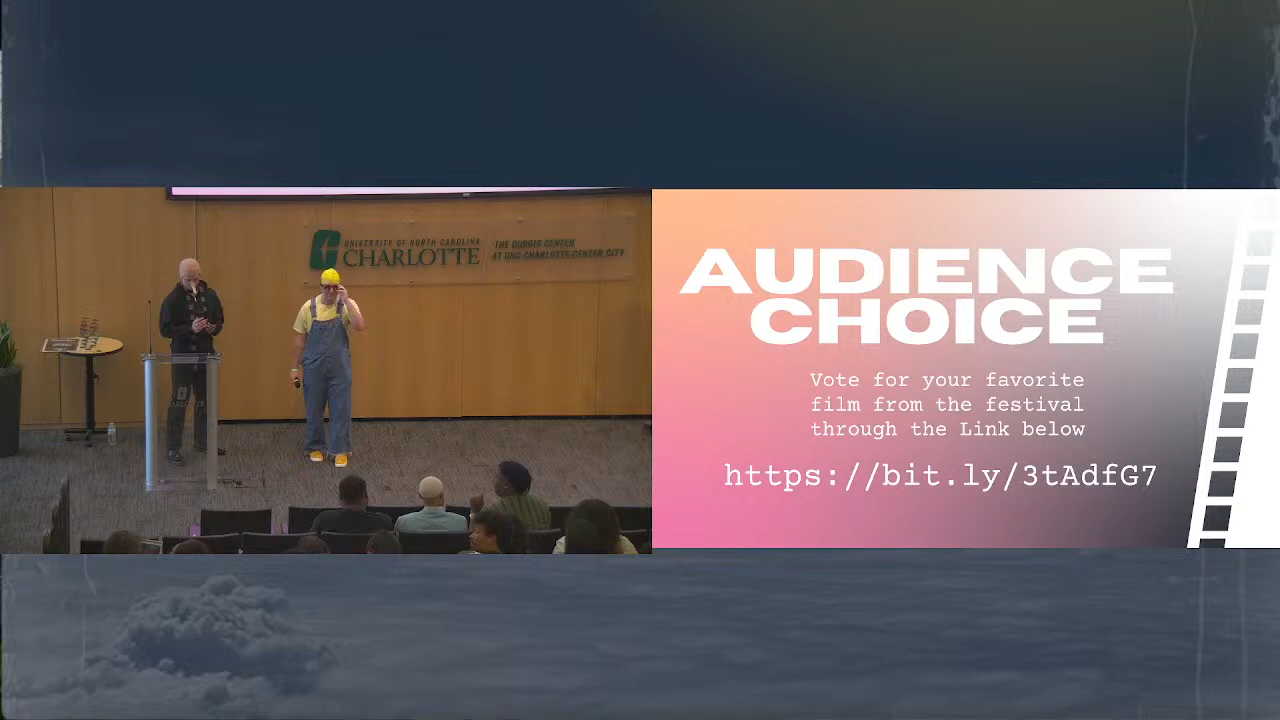 UNIVERSITY OF NORTH CAROLINA
CHARLOTTE
THE DUBOIS CENTER
AT UNC CHARLOTTE CENTER CITY
CHARLOTTE
AUDIENCE
CHOICE
Vote for your favorite
film from the festival
through the Link below
https://bit.ly/3tAdfG7